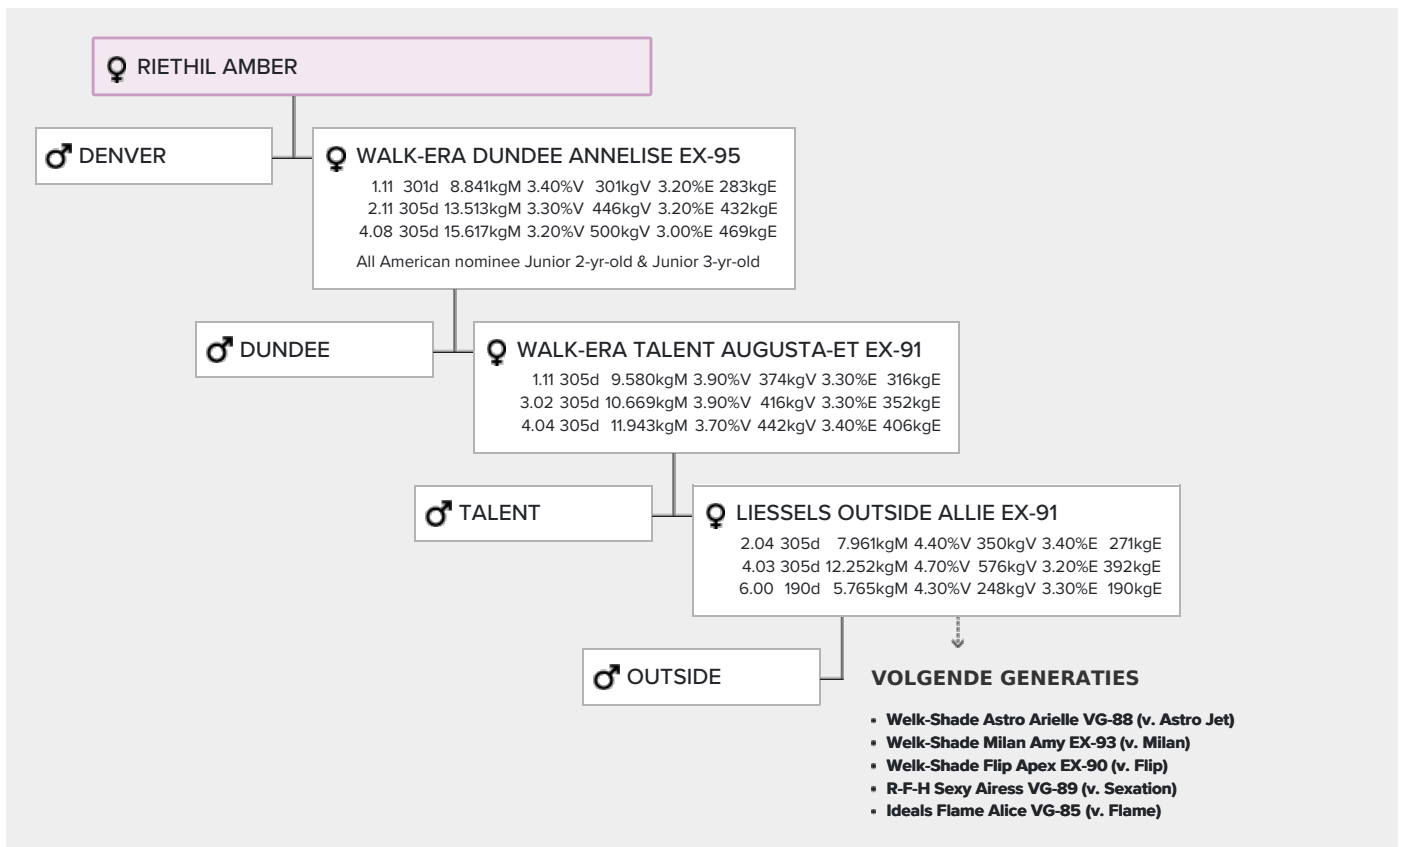 RIETHIL AMBER
DENVER
WALK-ERA DUNDEE ANNELISE EX-95
1.11 301d 8.841kgM 3.40%V 301kgV 3.20%E 283kgE
2.11 305d 13.513kgM 3.30%V 446kgV 3.20%E 432kgE
4.08 305d 15.617kgM 3.20%V 500kgV 3.00%E 469kgE
All American nominee Junior 2-yr-old & Junior 3-yr-old
DUNDEE
WALK-ERA TALENT AUGUSTA-ET EX-91
1.11 305d 9.580kgM 3.90%V 374kgV 3.30%E 316kgE
3.02 305d 10.669kgM 3.90%V 416kgV 3.30%E 352kgE
4.04 305d 11.943kgM 3.70%V 442kgV 3.40%E 406kgE
TALENT
LIESSELS OUTSIDE ALLIE EX-91
2.04 305d 7.961kgM 4.40%V 350kgV 3.40%E 271kgE
4.03 305d 12.252kgM 4.70%V 576kgV 3.20%E 392kgE
6.00 190d 5.765kgM 4.30%V 248kgV 3.30%E 190kgE
OUTSIDE
VOLGENDE GENERATIES
• Welk-Shade Astro Arielle VG-88 (v. Astro Jet)
• Welk-Shade Milan Amy EX-93 (v. Milan)
• Welk-Shade Flip Apex EX-90 (v. Flip)
• R-F-H Sexy Airess VG-89 (v. Sexation)
• Ideals Flame Alice VG-85 (v. Flame)